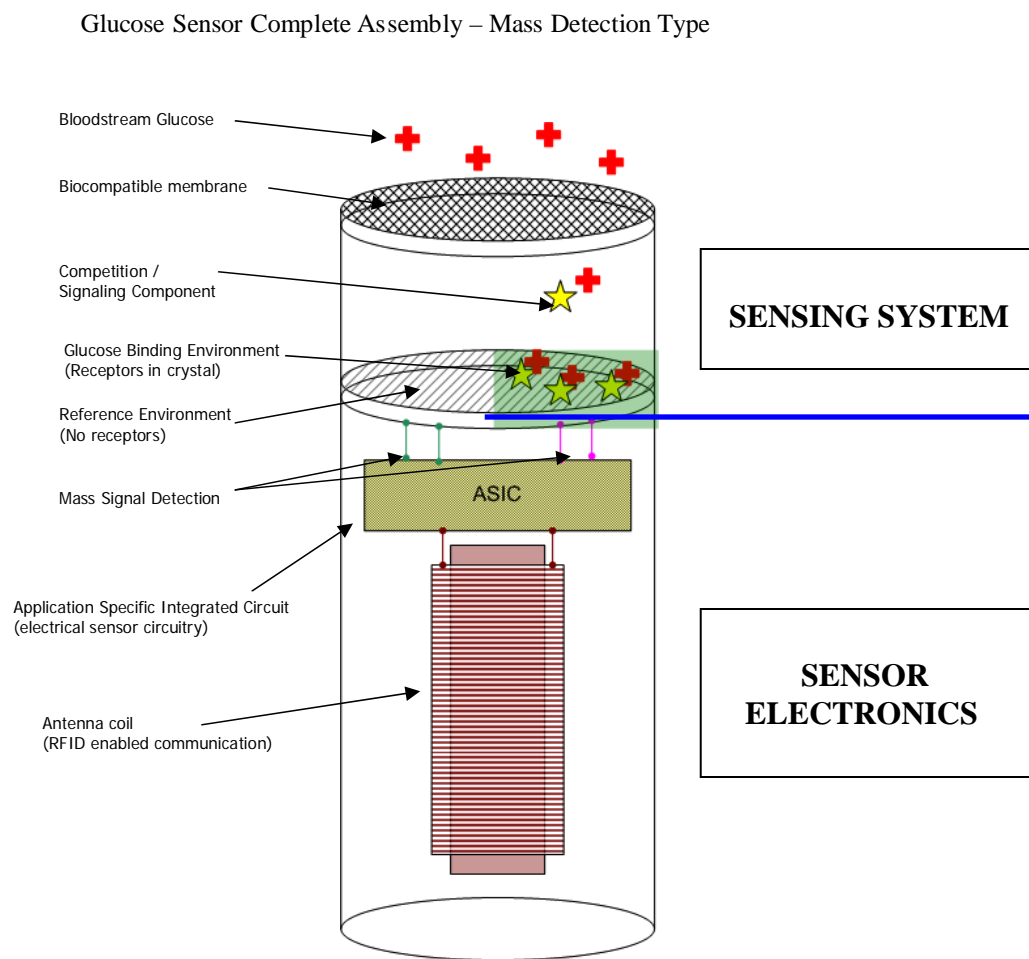 Glucose Sensor Complete Assembly – Mass Detection Type
Bloodstream Glucose
Biocompatible membrane
Competition /
Signaling Component
SENSING SYSTEM
Glucose Binding Environment
(Receptors in crystal)
Reference Environment
(No receptors)
Mass Signal Detection
ASIC
Application Specific Integrated Circuit
(electrical sensor circuitry)
SENSOR
ELECTRONICS
Antenna coil
(RFID enabled communication)